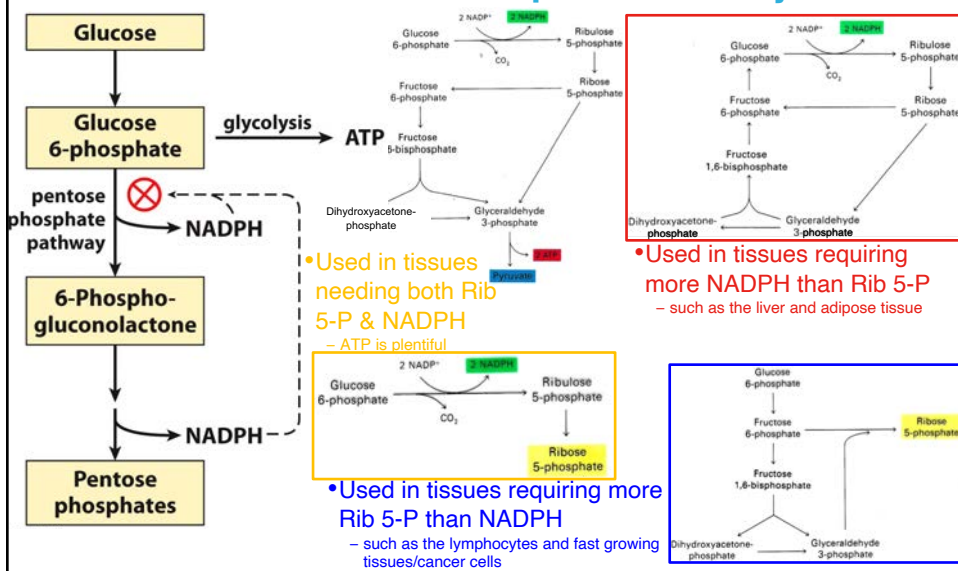 Glucose
Glucose
6-phosphate
glycolysis
ATP
pentose
phosphate
pathway
NADPH
6-Phospho-
gluconolactone
NADPH
Pentose
phosphates
2 NADP+
2 NADPH
Glucose
6-phosphate
CO2
Ribulose
5-phosphate
Fructose
6-phosphate
Ribose
5-phosphate
Fructose
6-bisphosphate
Dihydroxyacetone-
phosphate
Glyceraldehyde
3-phosphate
2 ATP
Pyruvate
•Used in tissues
needing both Rib
5-P & NADPH
– ATP is plentiful
2 NADP+
2 NADPH
Glucose
6-phosphate
CO2
Ribulose
5-phosphate
Ribose
5-phosphate
2 NADP+
2 NADPH
Glucose
6-phosphate
CO2
Ribulose
5-phosphate
Fructose
6-phosphate
Ribose
5-phosphate
Fructose
1,6-bisphosphate
Dihydroxyacetone-
phosphate
Glyceraldehyde
3-phosphate
•Used in tissues requiring
more NADPH than Rib 5-P
– such as the liver and adipose tissue
•Used in tissues requiring more
Rib 5-P than NADPH
– such as the lymphocytes and fast growing
tissues/cancer cells
Glucose
6-phosphate
Fructose
6-phosphate
Ribose
5-phosphate
Fructose
1,6-bisphosphate
Dihydroxyacetone-
phosphate
Glyceraldehyde
3-phosphate